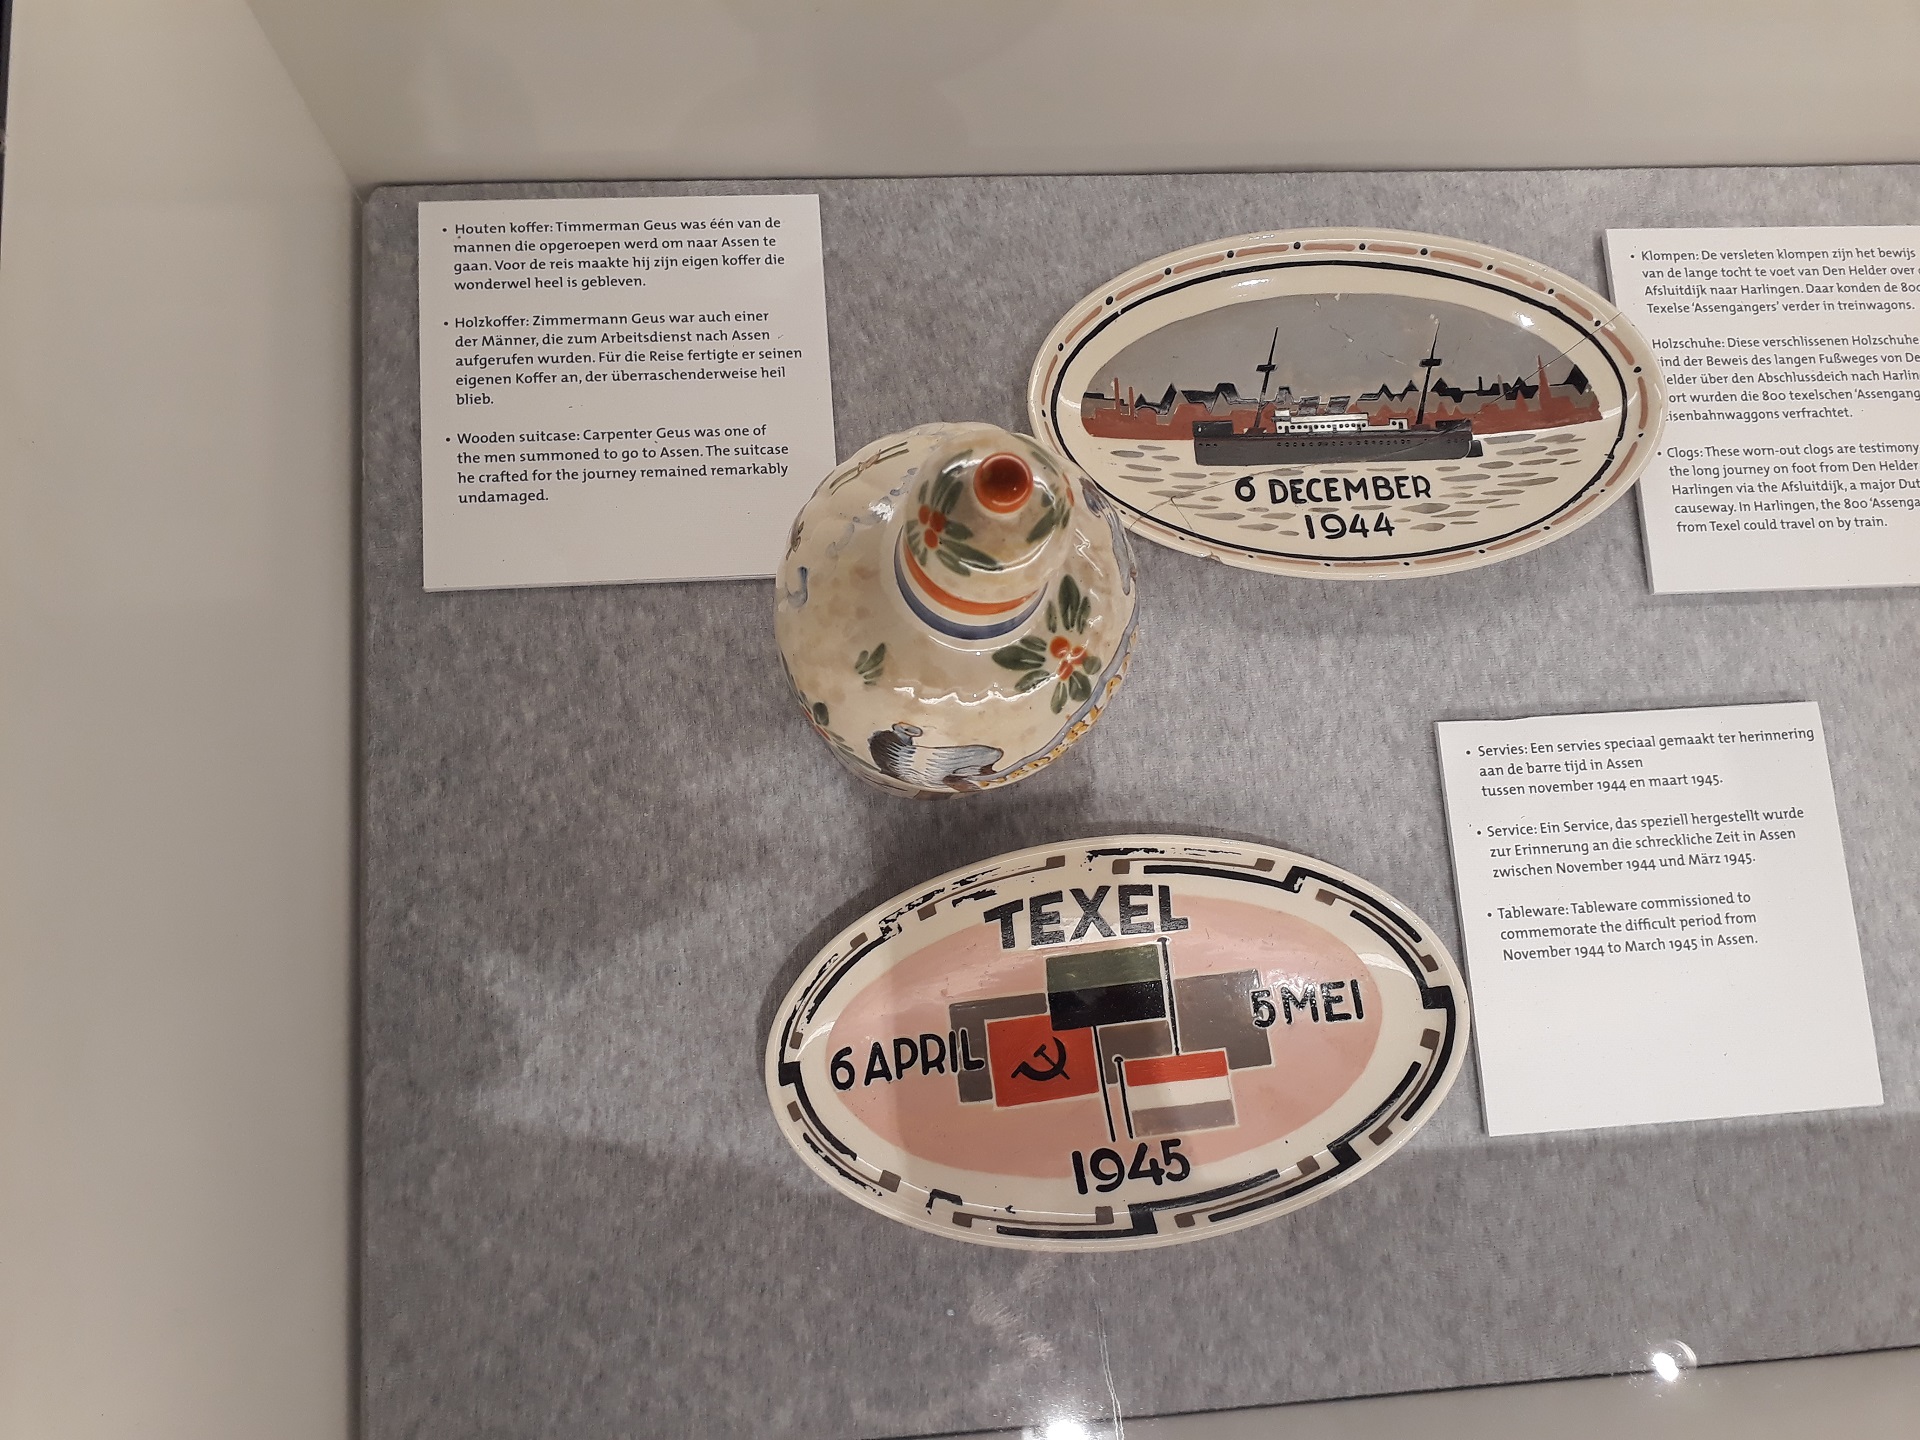 • Houten koffer: Timmerman Geus was één van de
mannen die opgeroepen werd om naar Assen te
gaan. Voor de reis maakte hij zijn eigen koffer die
wonderwel heel is gebleven.
• Holzkoffer: Zimmermann Geus war auch einer
der Männer, die zum Arbeitsdienst nach Assen
aufgerufen wurden. Für die Reise fertigte er seinen
eigenen Koffer an, der überraschenderweise heil
blieb.
• Wooden suitcase: Carpenter Geus was one of
the men summoned to go to Assen. The suitcase
he crafted for the journey remained remarkably
undamaged.
6 DECEMBER
1944
• Klompen: De versleten klompen zijn het bewijs
van de lange tocht te voet van Den Helder over
Afsluitdijk naar Harlingen. Daar konden de 800
Texelse 'Assengangers' verder in treinwagons.
Holzschuhe: Diese verschlissenen Holzschuhe
ind der Beweis des langen Fußweges von De
elder über den Abschlussdeich nach Harlin
ort wurden die 800 texelschen 'Assengang
isenbahnwaggons verfrachtet.
• Clogs: These worn-out clogs are testimony
the long journey on foot from Den Helder
Harlingen via the Afsluitdijk, a major Dut
causeway. In Harlingen, the 800 'Assenga
from Texel could travel on by train.
• Servies: Een servies speciaal gemaakt ter herinnering
aan de barre tijd in Assen
tussen november 1944 en maart 1945.
• Service: Ein Service, das speziell hergestellt wurde
zur Erinnerung an die schreckliche Zeit in Assen
zwischen November 1944 und März 1945.
• Tableware: Tableware commissioned to
commemorate the difficult period from
November 1944 to March 1945 in Assen.
TEXEL
6 APRIL
5 MEI
1945